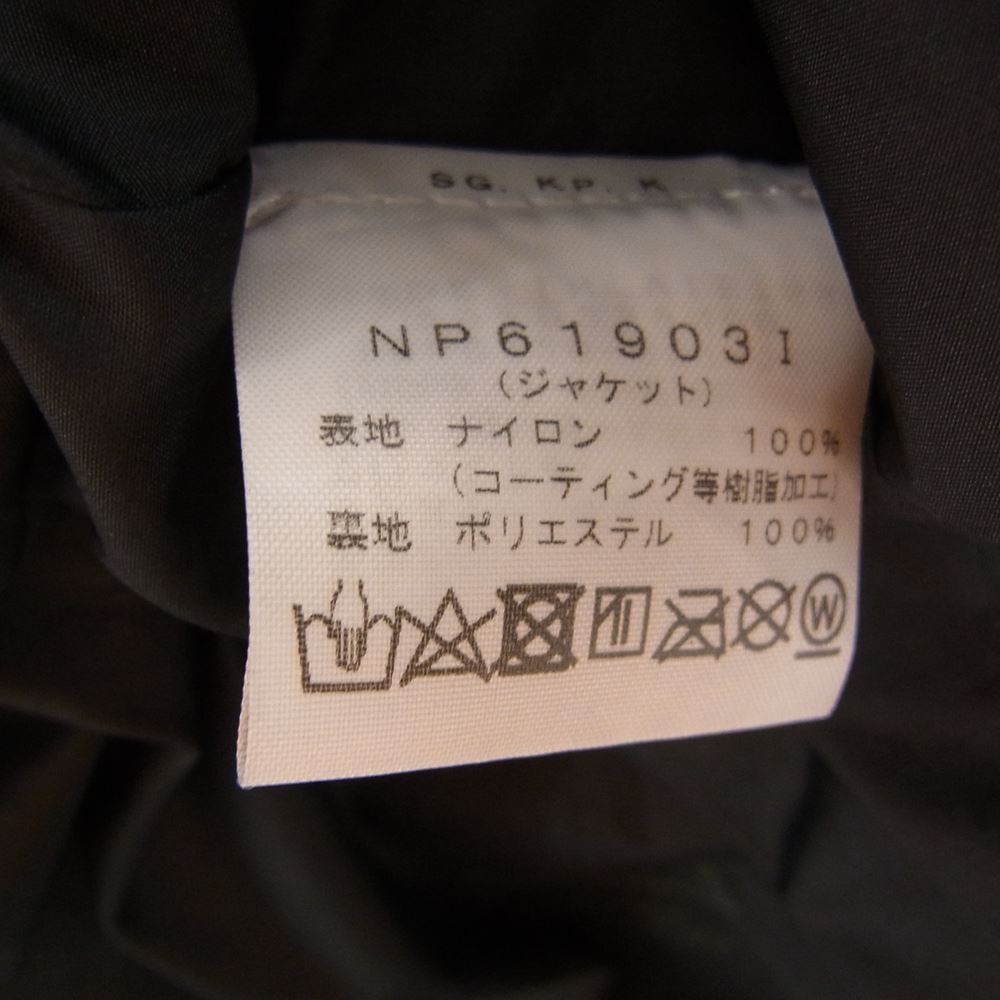 SG. KP. K
NP61903I
(ジャケット)
表地 ナイロン 100%
(コーティング等樹脂加工)
裏地 ポリエステル 100%
W